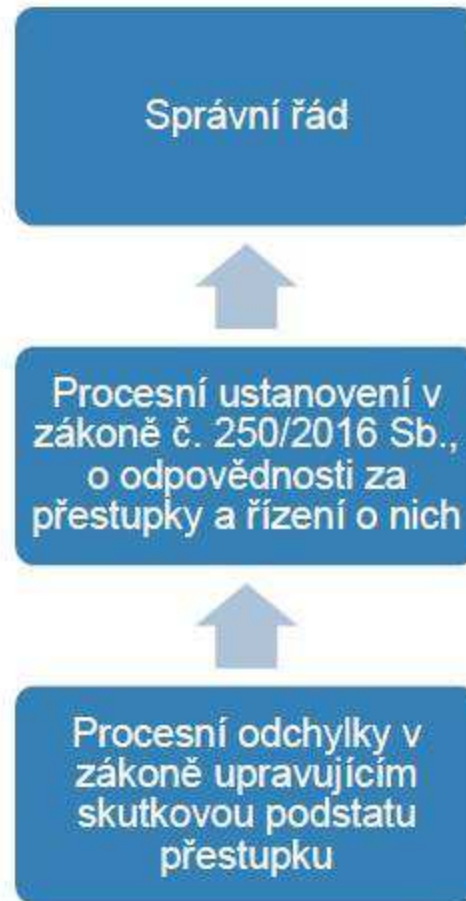 Správní řád
Procesní ustanovení v
zákoně č. 250/2016 Sb.,
o odpovědnosti za
přestupky a řízení o nich
Procesní odchylky v
zákoně upravujícím
skutkovou podstatu
přestupku